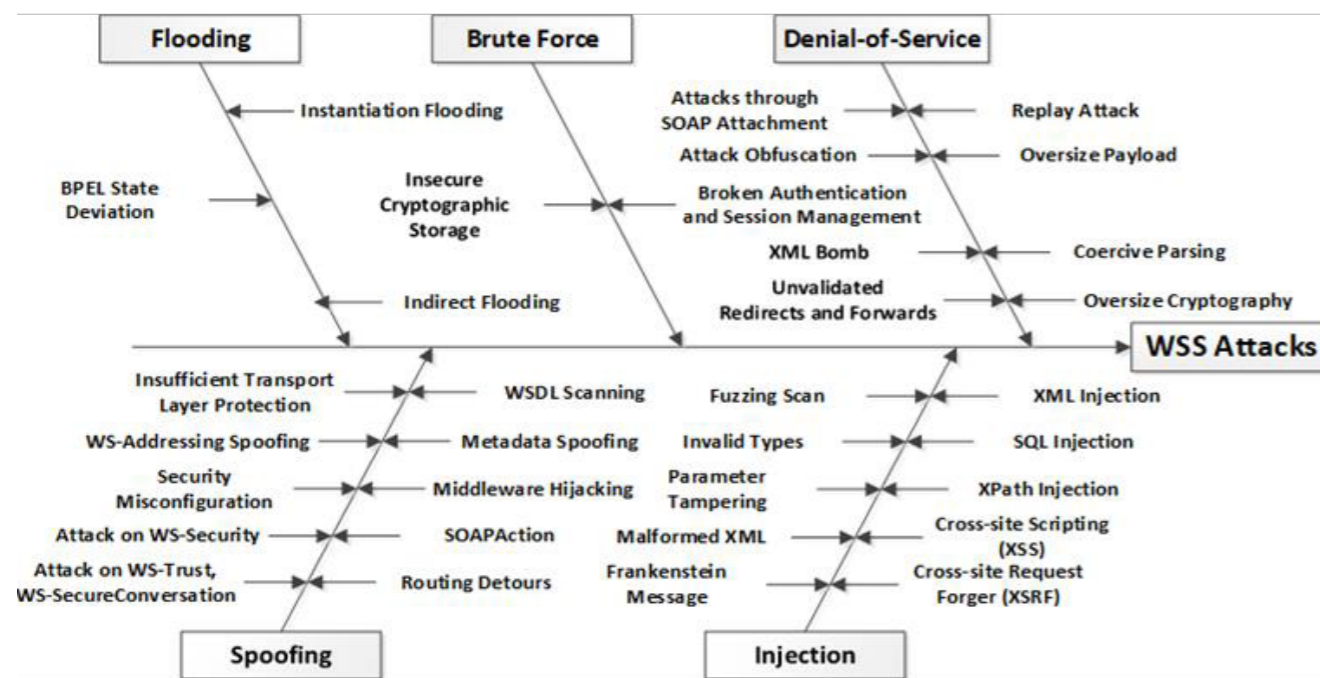 Flooding
Brute Force
Denial-of-Service
Instantiation Flooding
BPEL State
Deviation
Indirect Flooding
Insecure
Cryptographic
Storage
Broken Authentication
and Session Management
Attacks through
SOAP Attachment
Replay Attack
Attack Obfuscation
Oversize Payload
XML Bomb
Coercive Parsing
Unvalidated
Redirects and Forwards
Oversize Cryptography
WSS Attacks
Insufficient Transport
Layer Protection
WSDL Scanning
WS-Addressing Spoofing
Metadata Spoofing
Security
Misconfiguration
Middleware Hijacking
Attack on WS-Security
SOAPAction
Attack on WS-Trust,
WS-SecureConversation
Routing Detours
Spoofing
Fuzzing Scan
XML Injection
Invalid Types
SQL Injection
Parameter
Tampering
XPath Injection
Malformed XML
Cross-site Scripting
(XSS)
Frankenstein
Message
Cross-site Request
Forger (XSRF)
Injection